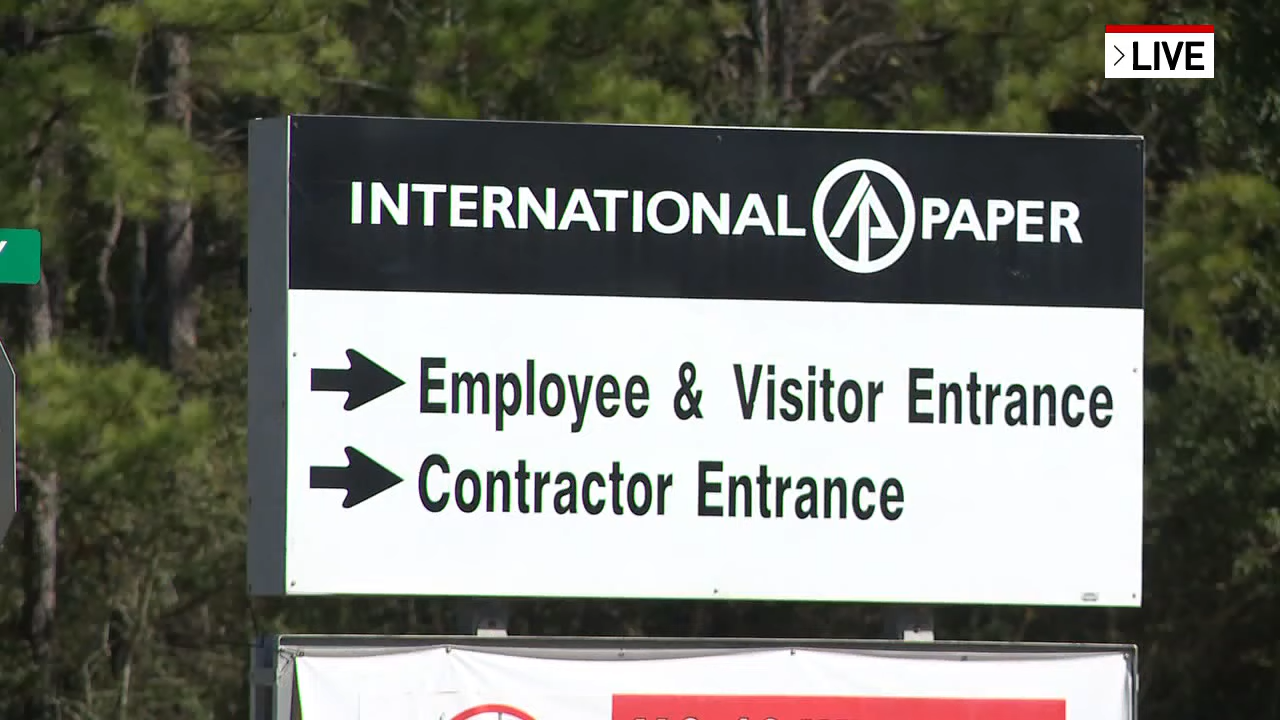 LIVE
INTERNATIONAL PAPER
Employee & Visitor Entrance
Contractor Entrance